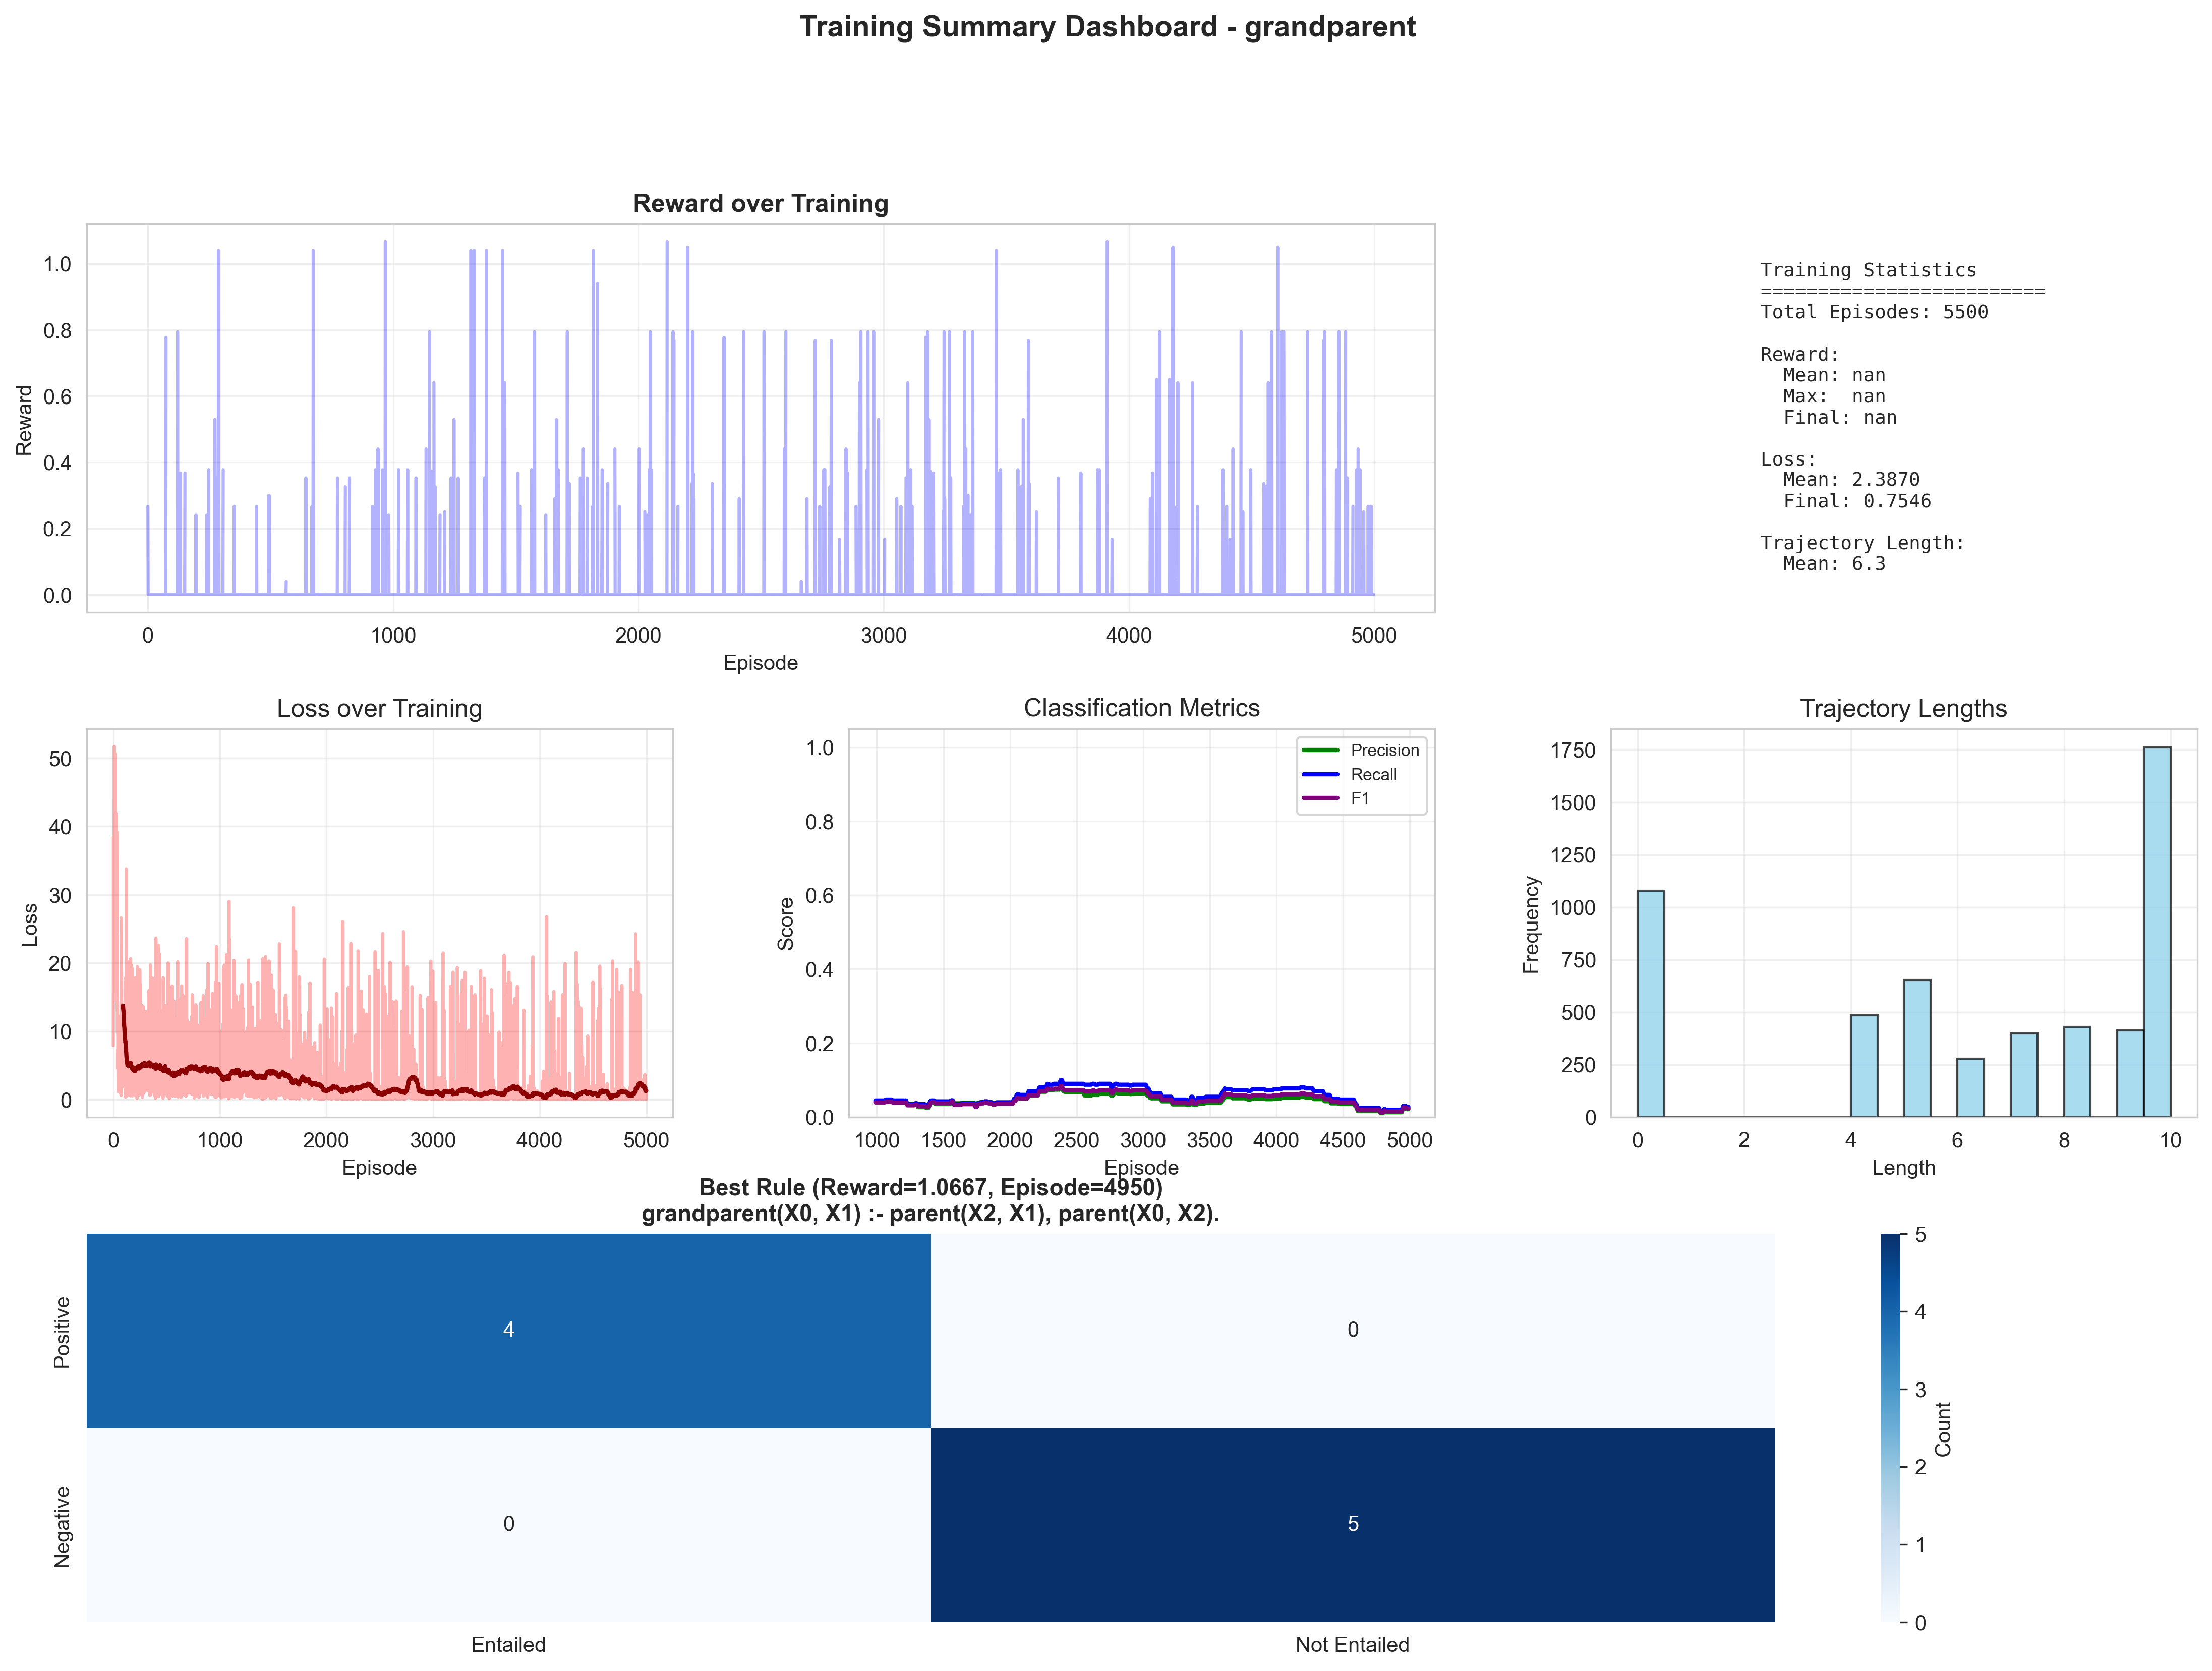 Training Summary Dashboard - grandparent
Reward over Training
Reward
1.0
0.8
0.6
0.4
0.2
0.0
0 1000 2000 3000 4000 5000
Episode
Training Statistics
=========================
Total Episodes: 5500
Reward:
Mean: nan
Max:  nan
Final: nan
Loss:
Mean: 2.3870
Final: 0.7546
Trajectory Length:
Mean: 6.3
Loss over Training
Loss
50
40
30
20
10
0
0 1000 2000 3000 4000 5000
Episode
Classification Metrics
Score
1.0
0.8
0.6
0.4
0.2
0.0
Precision
Recall
F1
1000 1500 2000 2500 3000 3500 4000 4500 5000
Episode
Trajectory Lengths
Frequency
1750
1500
1250
1000
750
500
250
0
0 2 4 6 8 10
Length
Best Rule (Reward=1.0667, Episode=4950)
grandparent(X0, X1) :- parent(X2, X1), parent(X0, X2).
Positive
4 0
Negative
0 5
Entailed Not Entailed
5
4
3
2
1
0
Count